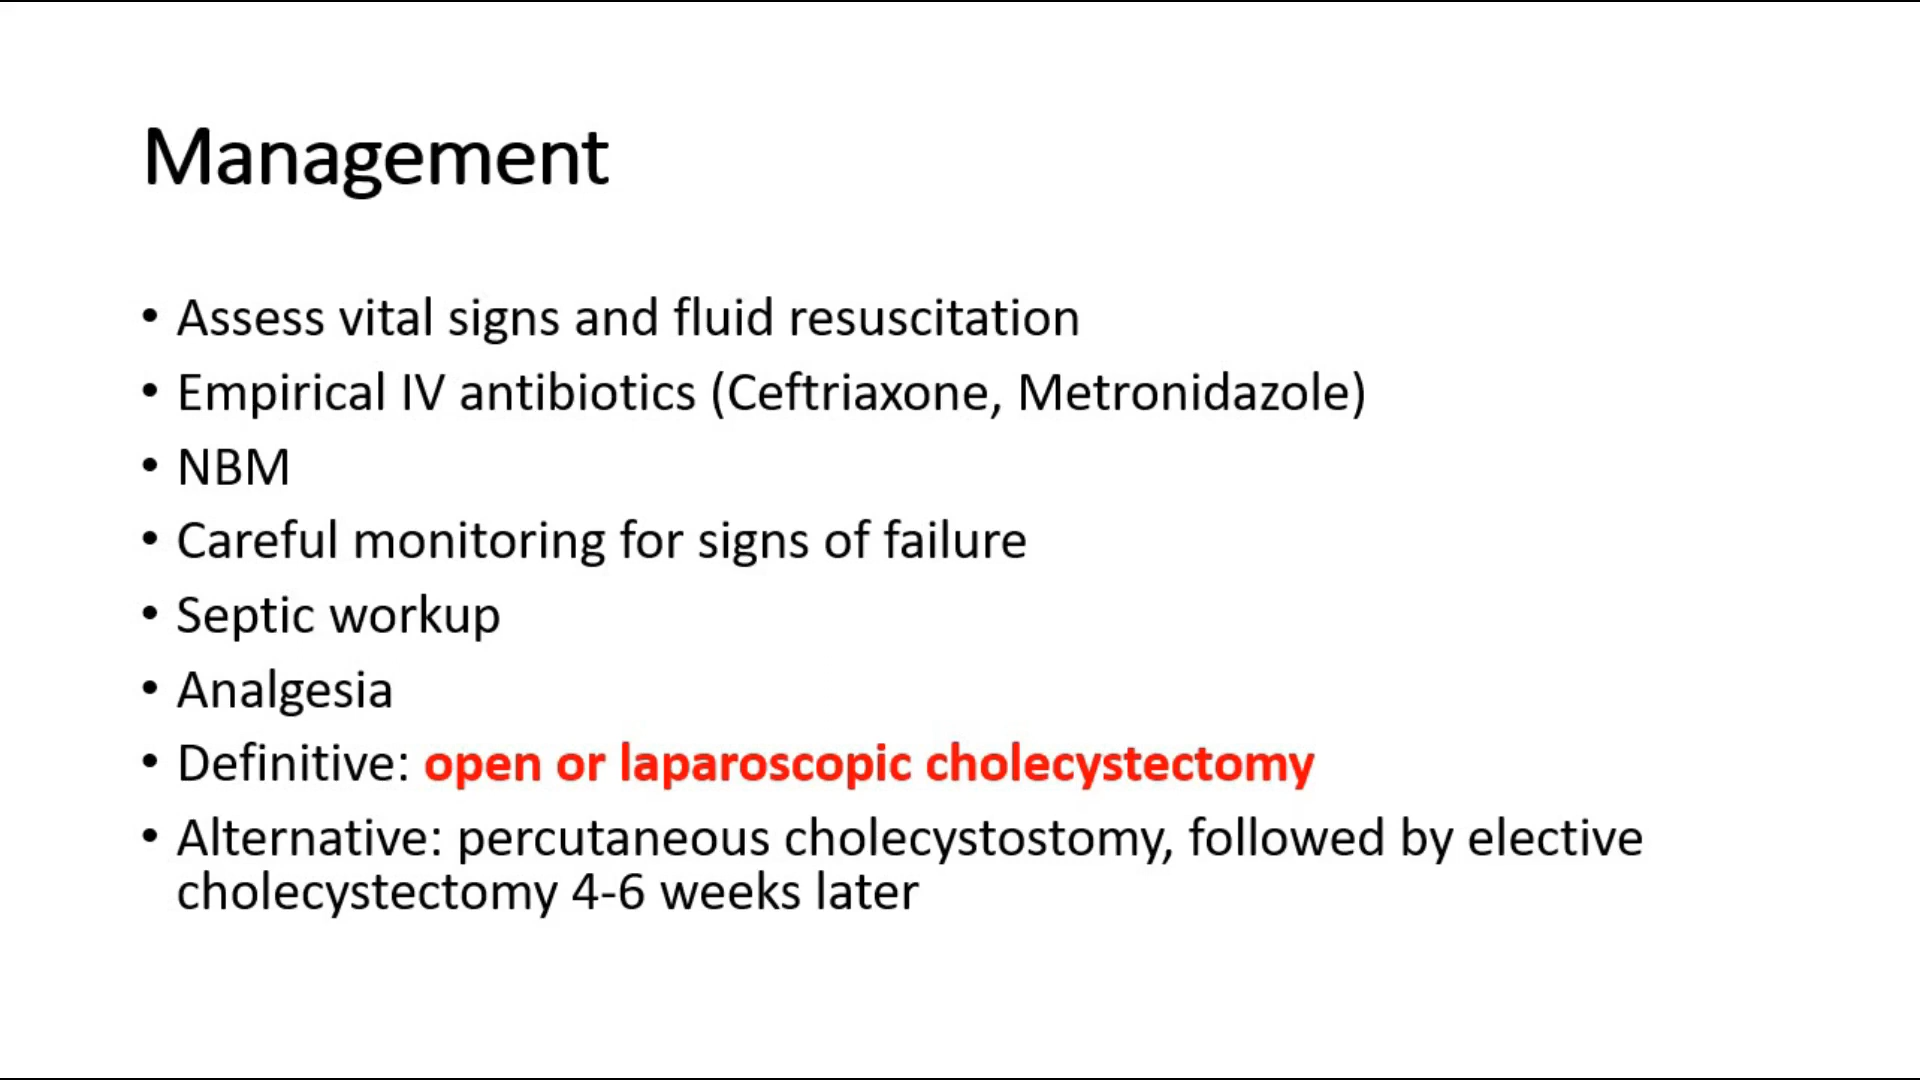 Management
• Assess vital signs and fluid resuscitation
• Empirical IV antibiotics (Ceftriaxone, Metronidazole)
• NBM
• Careful monitoring for signs of failure
• Septic workup
• Analgesia
• Definitive: open or laparoscopic cholecystectomy
• Alternative: percutaneous cholecystostomy, followed by elective
cholecystectomy 4-6 weeks later